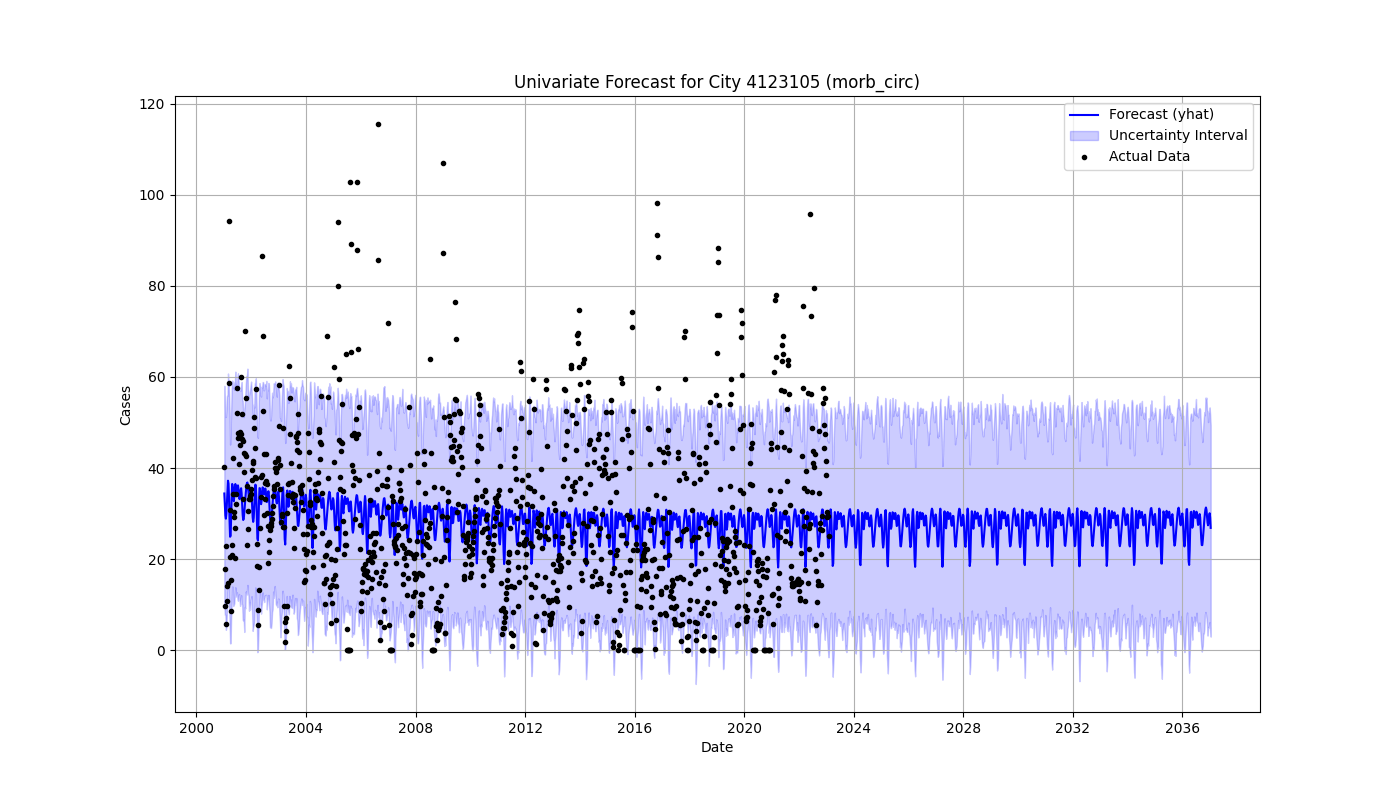 Univariate Forecast for City 4123105 (morb_circ)
Forecast (yhat)
Uncertainty Interval
Actual Data
Cases
120
100
80
60
40
20
0
2000 2004 2008 2012 2016 2020 2024 2028 2032 2036
Date